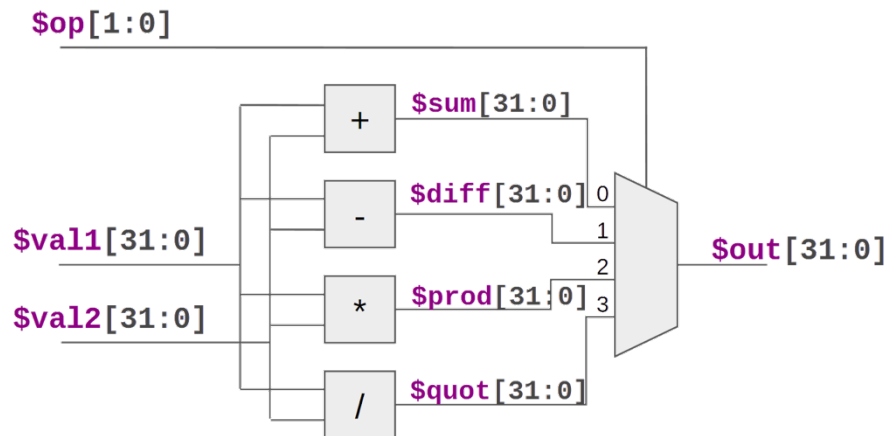 $op[1:0]
+
$sum[31:0]
-
$diff[31:0]
0
1
$val1[31:0]
$out[31:0]
2
*
$prod[31:0]
3
$val2[31:0]
/
$quot[31:0]